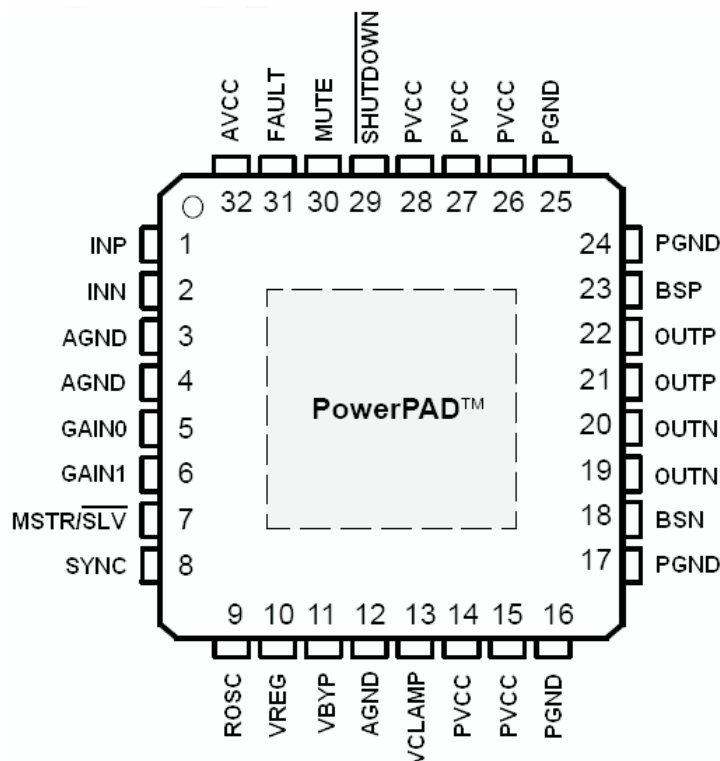 AVCC FAULT MUTE SHUTDOWN PVCC PVCC PVCC PGND
32 31 30 29 28 27 26 25
INP 1 24 PGND
INN 2 23 BSP
AGND 3 22 OUTP
AGND 4 21 OUTP
PowerPAD™
GAIN0 5 20 OUTN
GAIN1 6 19 OUTN
MSTR/SLV 7 18 BSN
SYNC 8 17 PGND
9 10 11 12 13 14 15 16
ROSC VREG VBYP AGND VCLAMP PVCC PVCC PGND